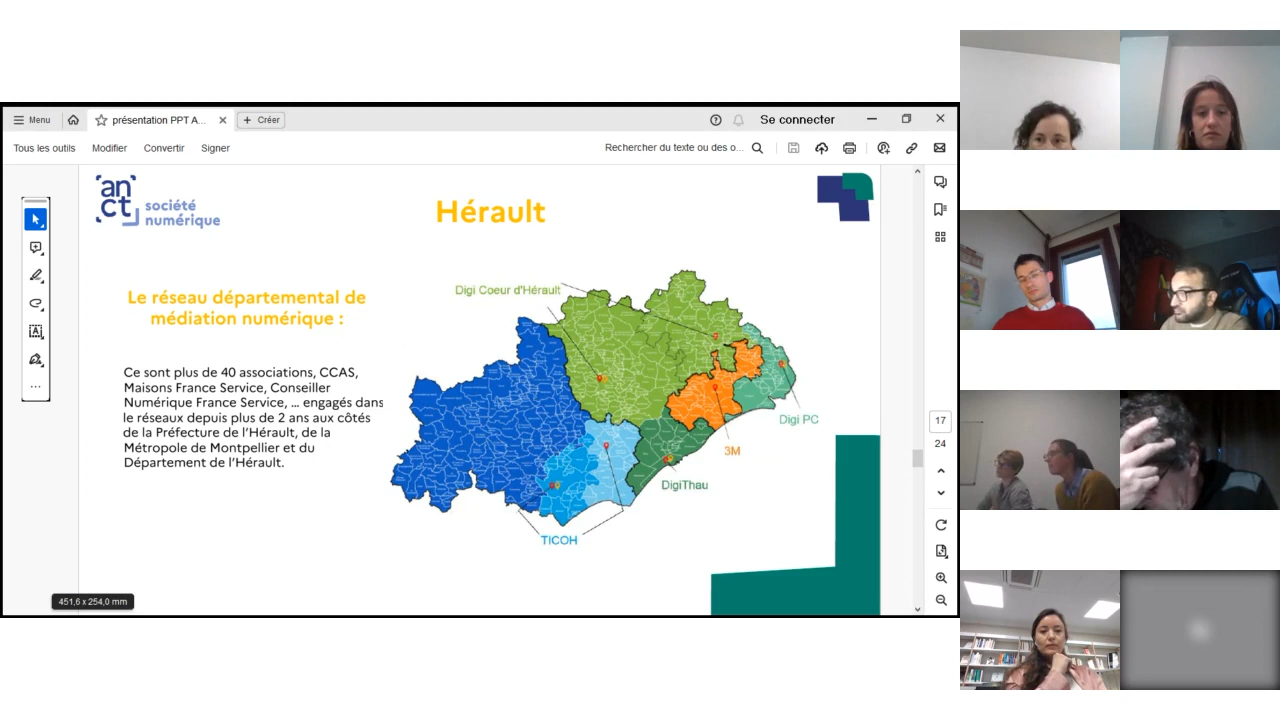 Menu
présentation PPT A...
Créer
Se connecter
Tous les outils
Modifier
Convertir
Signer
Rechercher du texte ou des o...
an
ct
société
numérique
Hérault
Le réseau départemental de
médiation numérique :
Ce sont plus de 40 associations, CCAS,
Maisons France Service, Conseiller
Numérique France Service, ... engagés dans
le réseaux depuis plus de 2 ans aux côtés
de la Préfecture de l'Hérault, de la
Métropole de Montpellier et du
Département de l'Hérault.
Digi Coeur d'Hérault
Digi PC
3M
DigiThau
TICOH
17
24
451,6 x 254,0 mm